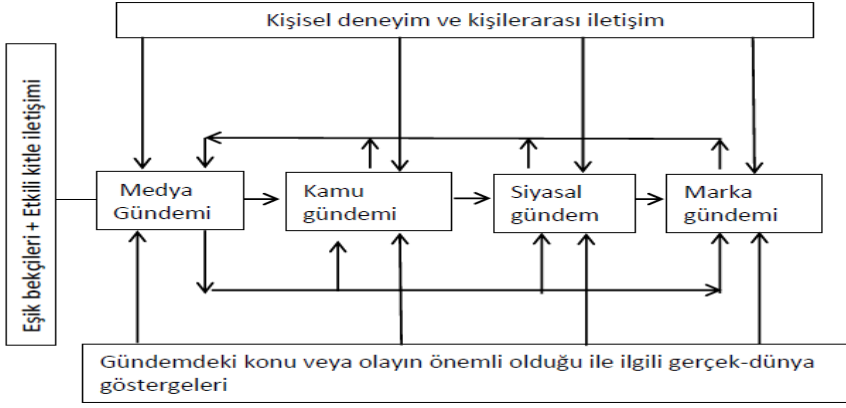 Kişisel deneyim ve kişilerarası iletişim
Eşik bekçileri + Etkili kitle iletişimi
Medya
Gündemi
Kamu
gündemi
Siyasal
gündem
Marka
gündemi
Gündemdeki konu veya olayın önemli olduğu ile ilgili gerçek-dünya
göstergeleri